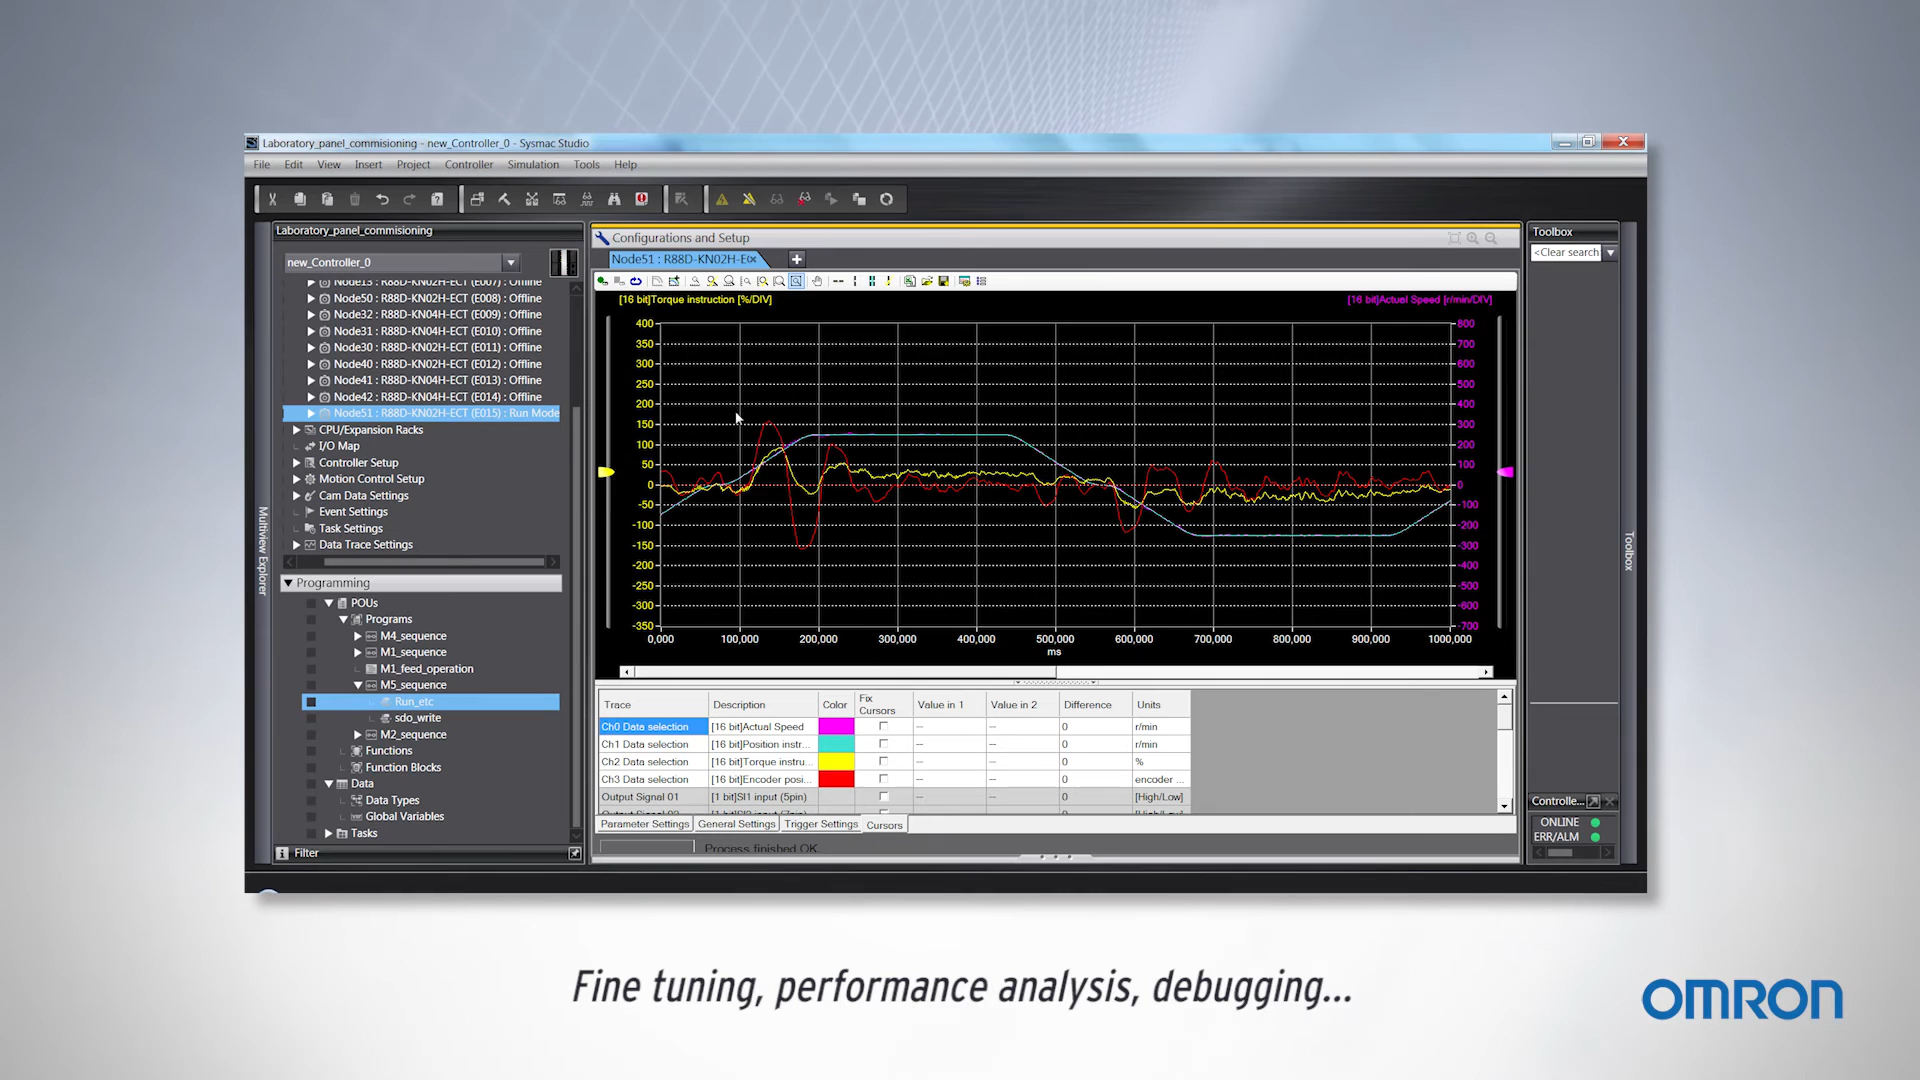 Laboratory_panel_commisioning - new_Controller_0 - Sysmac Studio
File Edit View Insert Project Controller Simulation Tools Help
Laboratory_panel_commisioning
new_Controller_0
Node13 : R88D-KN02H-ECT (E007) : Offline
Node50 : R88D-KN02H-ECT (E008) : Offline
Node32 : R88D-KN04H-ECT (E009) : Offline
Node31 : R88D-KN04H-ECT (E010) : Offline
Node30 : R88D-KN02H-ECT (E011) : Offline
Node40 : R88D-KN02H-ECT (E012) : Offline
Node41 : R88D-KN04H-ECT (E013) : Offline
Node42 : R88D-KN04H-ECT (E014) : Offline
Node51 : R88D-KN02H-ECT (E015) : Run Mode
CPU/Expansion Racks
I/O Map
Controller Setup
Motion Control Setup
Cam Data Settings
Event Settings
Task Settings
Data Trace Settings
Programming
POUs
Programs
M4_sequence
M1_sequence
M1_feed_operation
M5_sequence
Run_etc
sdo_write
M2_sequence
Functions
Function Blocks
Data
Data Types
Global Variables
Tasks
Filter
Multiview Explorer
Configurations and Setup
Node51 : R88D-KN02H-E
[16 bit]Torque instruction [%/DIV]
[16 bit]Actual Speed [r/min/DIV]
400
350
300
250
200
150
100
50
0
-50
-100
-150
-200
-250
-300
-350
800
700
600
500
400
300
200
100
0
-100
-200
-300
-400
-500
-600
-700
0,000 100,000 200,000 300,000 400,000 500,000 600,000 700,000 800,000 900,000 1000,000
ms
Trace Description Color Fix Cursors Value in 1 Value in 2 Difference Units
Ch0 Data selection [16 bit]Actual Speed -- -- 0 r/min
Ch1 Data selection [16 bit]Position instr... -- -- 0 r/min
Ch2 Data selection [16 bit]Torque instru... -- -- 0 %
Ch3 Data selection [16 bit]Encoder posi... -- -- 0 encoder ...
Output Signal 01 [1 bit]SI1 input (5pin) -- -- 0 [High/Low]
Parameter Settings General Settings Trigger Settings Cursors
Process finished OK.
Toolbox
<Clear search
Toolbox
Controlle...
ONLINE
ERR/ALM
Fine tuning, performance analysis, debugging...
OMRON